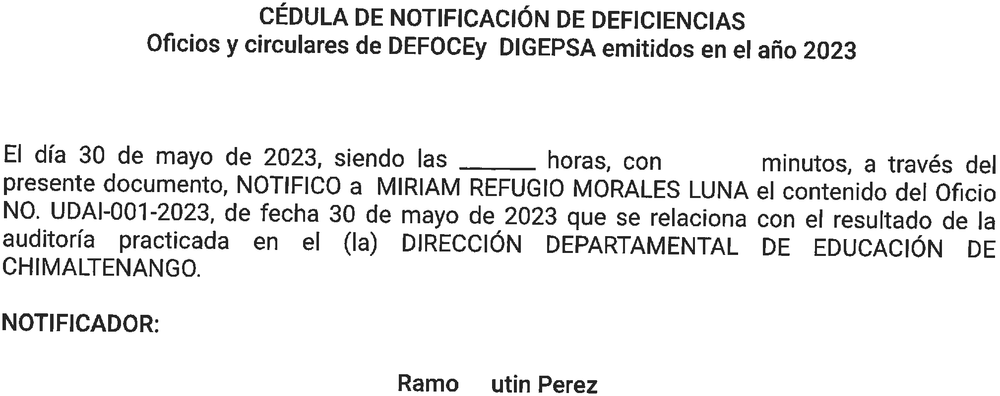 CÉDULA DE NOTIFICACIÓN DE DEFICIENCIAS
Oficios y circulares de DEFOCEy DIGEPSA emitidos en el año 2023
El día 30 de mayo de 2023, siendo las ______ horas, con minutos, a través del
presente documento, NOTIFICO a MIRIAM REFUGIO MORALES LUNA el contenido del Oficio
NO. UDAI-001-2023, de fecha 30 de mayo de 2023 que se relaciona con el resultado de la
auditoría practicada en el (la) DIRECCIÓN DEPARTAMENTAL DE EDUCACIÓN DE
CHIMALTENANGO.
NOTIFICADOR:
Perez